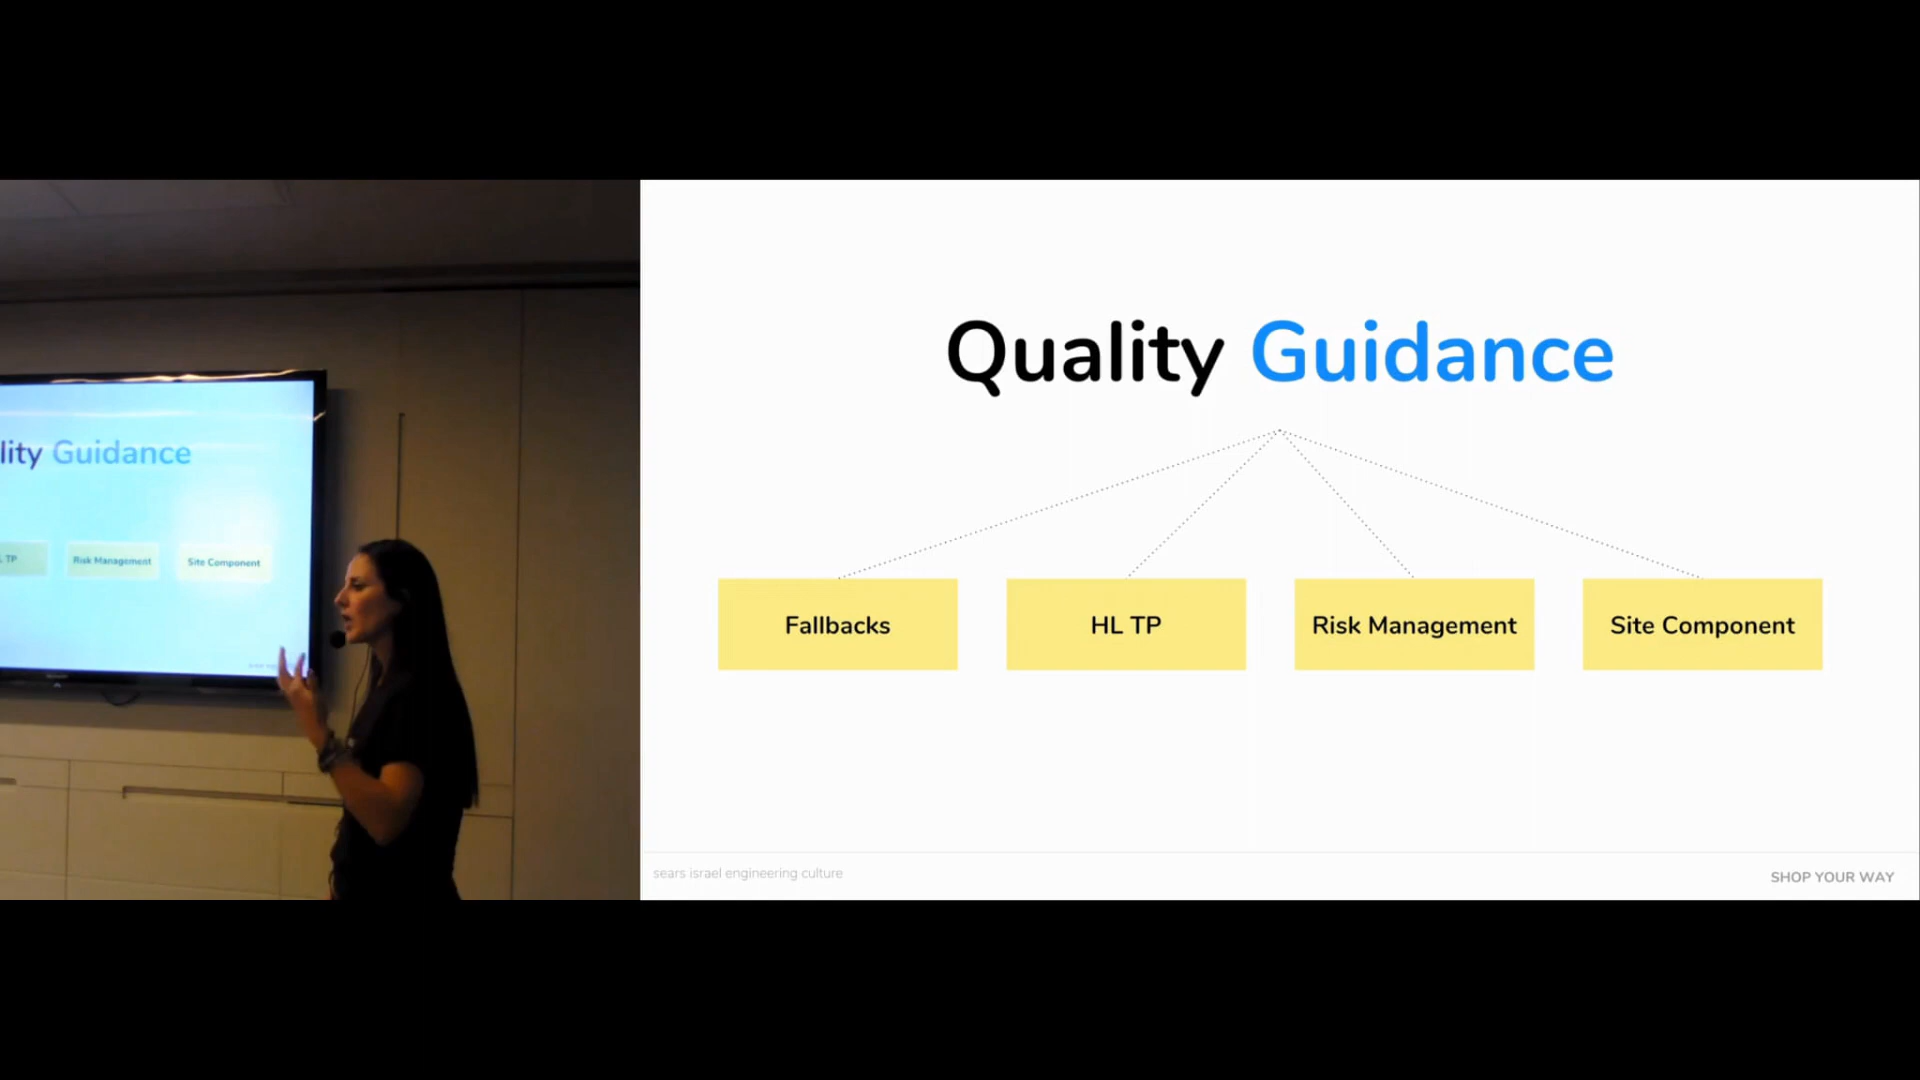 lity Guidance
TP
Risk Management
Site Component
Quality Guidance
Fallbacks
HL TP
Risk Management
Site Component
sears israel engineering culture
SHOP YOUR WAY